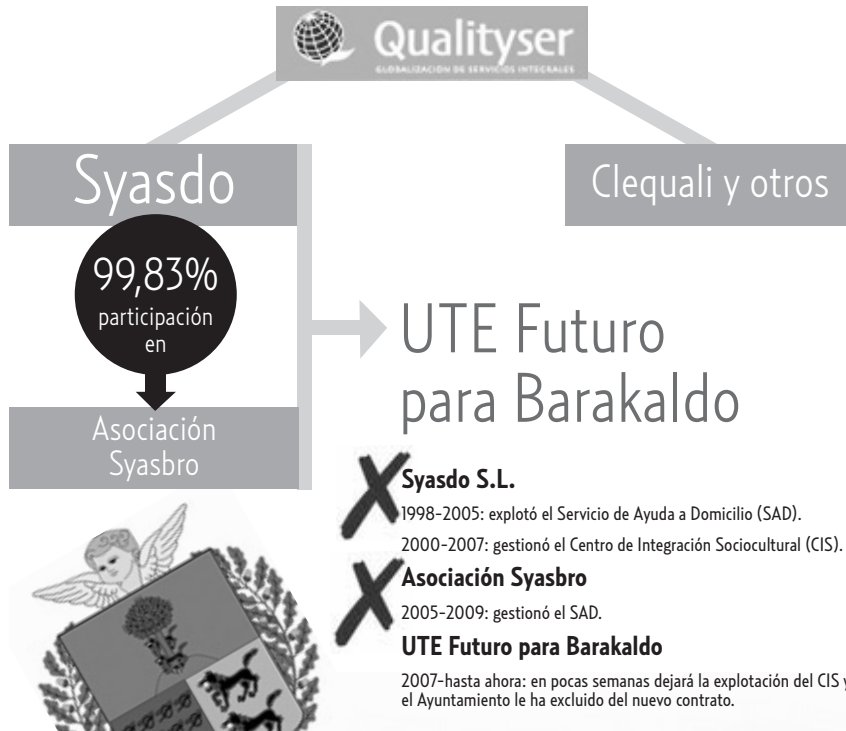 Qualityser
GLOBALIZACIÓN DE SERVICIOS INTEGRALES
Syasdo
Clequali y otros
99,83%
participación
en
Asociación
Syasbro
UTE Futuro
para Barakaldo
Syasdo S.L.
1998-2005: explotó el Servicio de Ayuda a Domicilio (SAD).
2000-2007: gestionó el Centro de Integración Sociocultural (CIS).
Asociación Syasbro
2005-2009: gestionó el SAD.
UTE Futuro para Barakaldo
2007-hasta ahora: en pocas semanas dejará la explotación del CIS y
el Ayuntamiento le ha excluido del nuevo contrato.